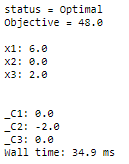 status = Optimal
Objective = 48.0
x1: 6.0
x2: 0.0
x3: 2.0
_C1: 0.0
_C2: -2.0
_C3: 0.0
Wall time: 34.9 ms